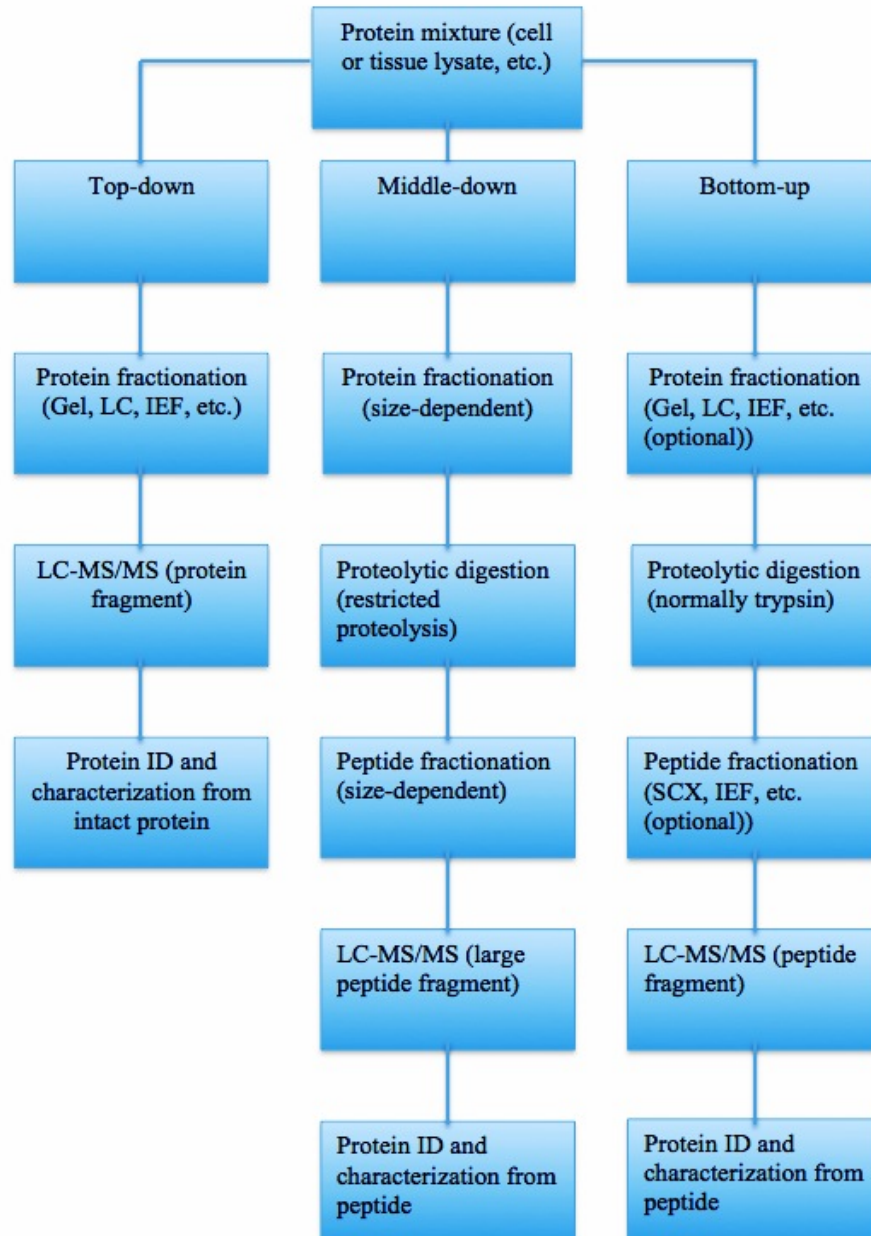 Protein mixture (cell
or tissue lysate, etc.)
Top-down
Middle-down
Bottom-up
Protein fractionation
(Gel, LC, IEF, etc.)
Protein fractionation
(size-dependent)
Protein fractionation
(Gel, LC, IEF, etc.
(optional))
LC-MS/MS (protein
fragment)
Proteolytic digestion
(restricted
proteolysis)
Proteolytic digestion
(normally trypsin)
Protein ID and
characterization from
intact protein
Peptide fractionation
(size-dependent)
Peptide fractionation
(SCX, IEF, etc.
(optional))
LC-MS/MS (large
peptide fragment)
LC-MS/MS (peptide
fragment)
Protein ID and
characterization from
peptide
Protein ID and
characterization from
peptide